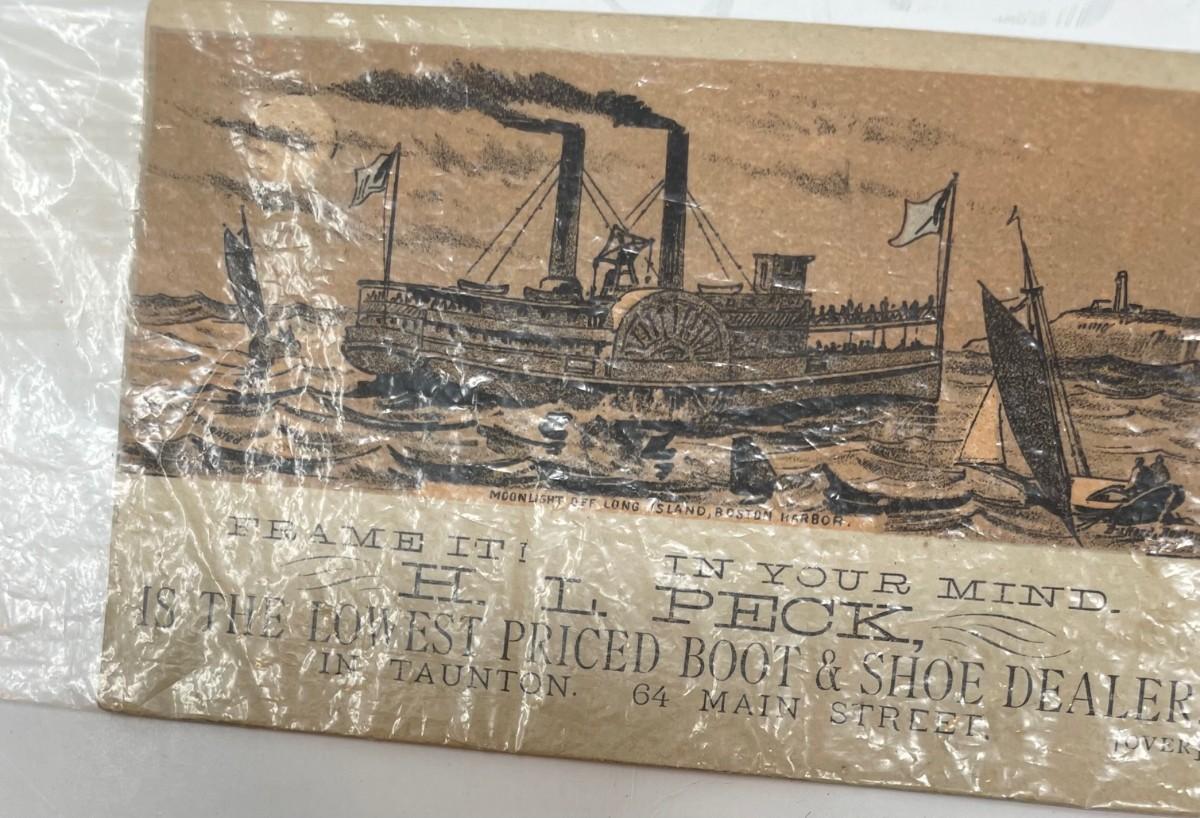 MOONLIGHT OFF LONG ISLAND, BOSTON HARBOR.
FRAME IT! IN YOUR MIND.
H. L. PECK,
IS THE LOWEST PRICED BOOT & SHOE DEALER
IN TAUNTON. 64 MAIN STREET.
[OVER]